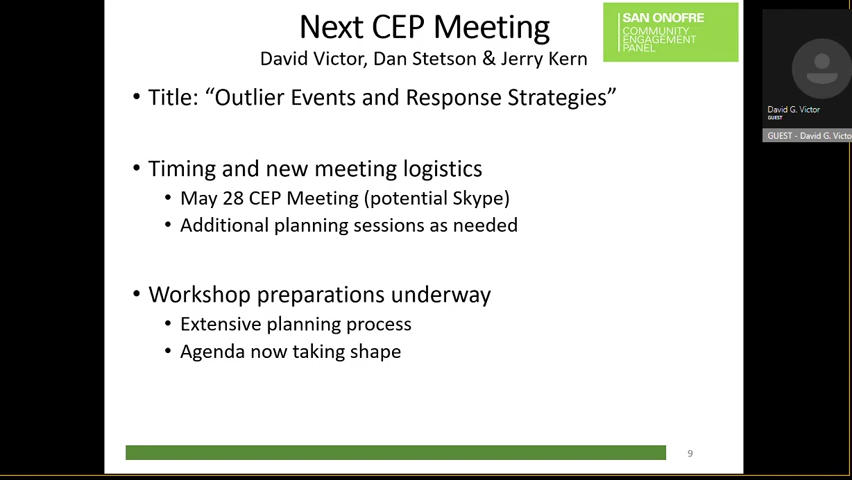 Next CEP Meeting
David Victor, Dan Stetson & Jerry Kern
SAN ONOFRE
COMMUNITY
ENGAGEMENT
PANEL
• Title: “Outlier Events and Response Strategies”
• Timing and new meeting logistics
• May 28 CEP Meeting (potential Skype)
• Additional planning sessions as needed
• Workshop preparations underway
• Extensive planning process
• Agenda now taking shape
9
David G. Victor
GUEST
GUEST - David G. Victo